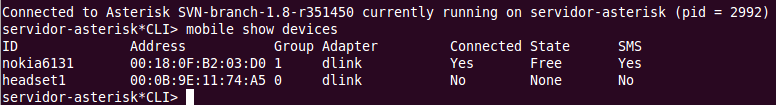 Connected to Asterisk SVN-branch-1.8-r351450 currently running on servidor-asterisk (pid = 2992)
servidor-asterisk*CLI> mobile show devices
ID              Address           Group Adapter         Connected State SMS
nokia6131       00:18:0F:B2:03:D0 1     dlink           Yes       Free  Yes
headset1        00:0B:9E:11:74:A5 0     dlink           No        None  No
servidor-asterisk*CLI>